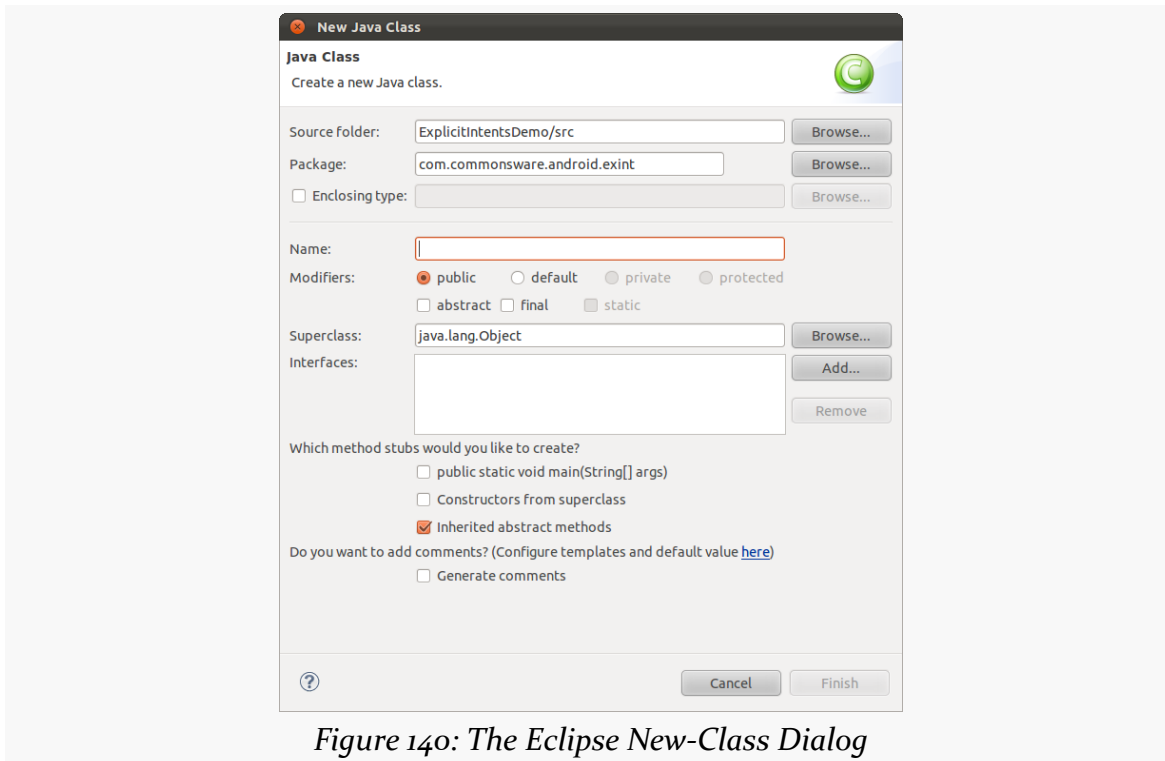 New Java Class
Java Class
Create a new Java class.
C
Source folder: ExplicitIntentsDemo/src Browse...
Package: com.commonsware.android.exint Browse...
Enclosing type: Browse...
Name:
Modifiers: public default private protected
abstract final static
Superclass: java.lang.Object Browse...
Interfaces: Add...
Remove
Which method stubs would you like to create?
public static void main(String[] args)
Constructors from superclass
Inherited abstract methods
Do you want to add comments? (Configure templates and default value here)
Generate comments
? Cancel Finish
Figure 140: The Eclipse New-Class Dialog